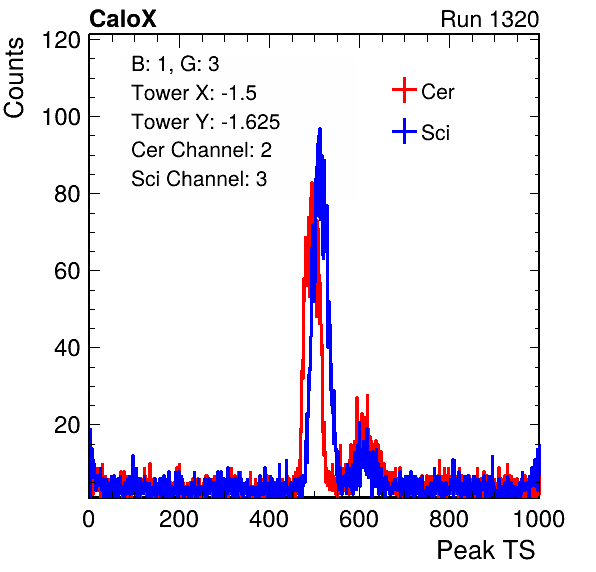 CaloX Run 1320
120
100
80
60
40
20
Counts
B: 1, G: 3
Tower X: -1.5
Tower Y: -1.625
Cer Channel: 2
Sci Channel: 3
Cer
Sci
0 200 400 600 800 1000
Peak TS